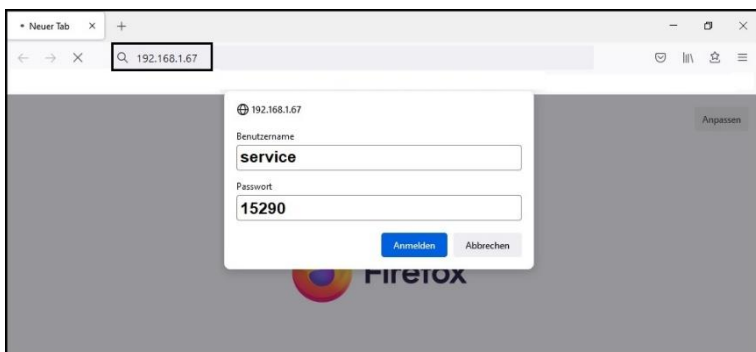 Neuer Tab
192.168.1.67
Anpassen
192.168.1.67
Benutzername
service
Passwort
15290
Anmelden Abbrechen
Firefox